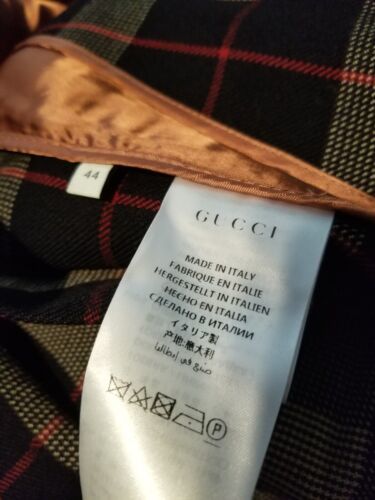 44
GUCCI
MADE IN ITALY
FABRIQUE EN ITALIE
HERGESTELLT IN ITALIEN
HECHO EN ITALIA
СДЕЛАНО В ИТАЛИИ
イタリア製
产地:意大利
صنع في إيطاليا
P